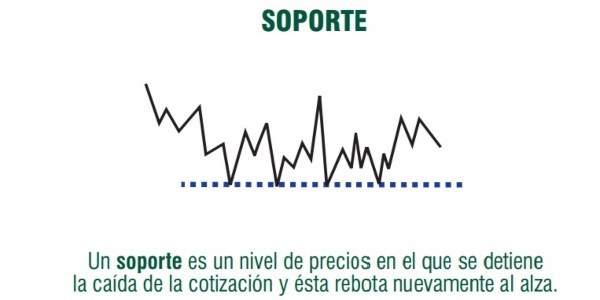 SOPORTE
Un soporte es un nivel de precios en el que se detiene
la caída de la cotización y ésta rebota nuevamente al alza.